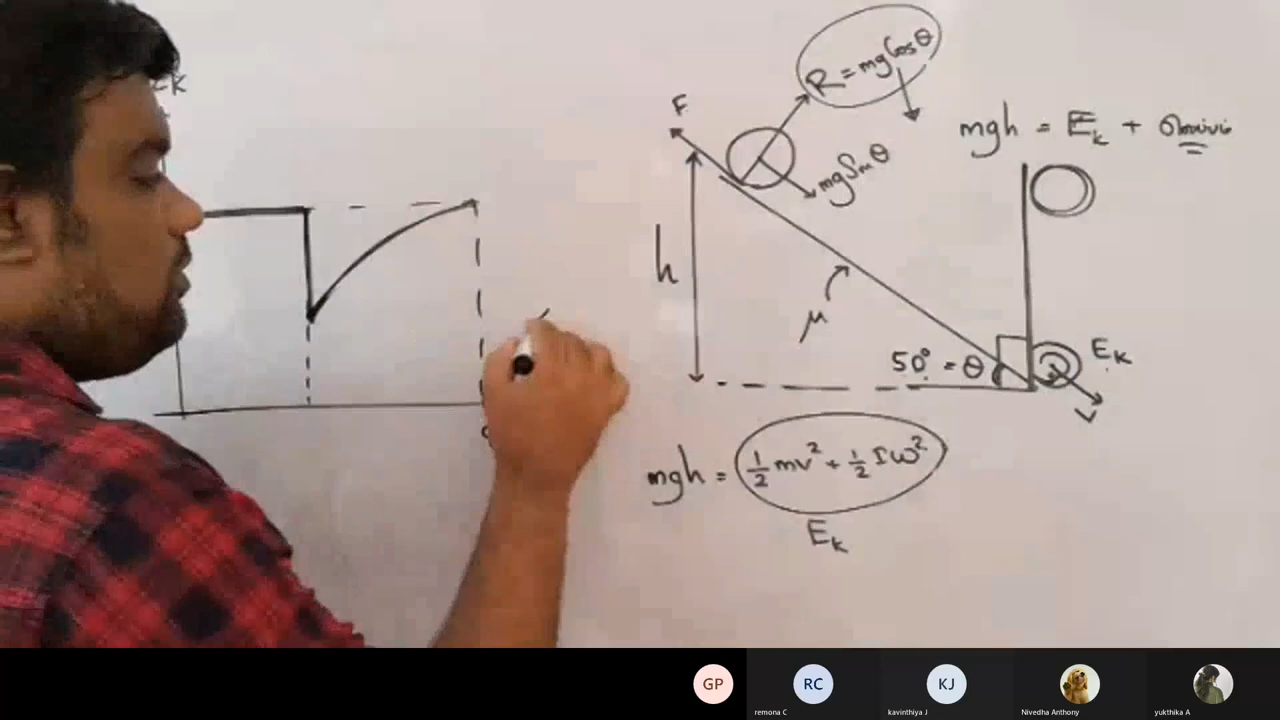 K
R = mg Cos θ
F
mgh = E_k +
mg Sin θ
h
μ
50° = θ
E_k
V
mgh = ½mv² + ½Iω²
E_k
GP
RC
KJ
remona C
kavinthiya J
Nivedha Anthony
yukthika A